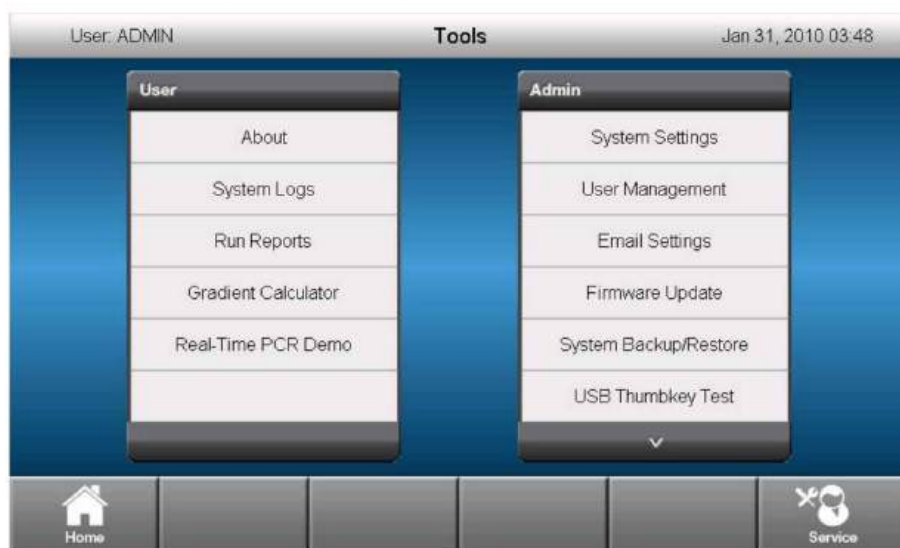 User: ADMIN
Tools
Jan 31, 2010 03:48
User
About
System Logs
Run Reports
Gradient Calculator
Real-Time PCR Demo
Admin
System Settings
User Management
Email Settings
Firmware Update
System Backup/Restore
USB Thumbkey Test
Home
Service